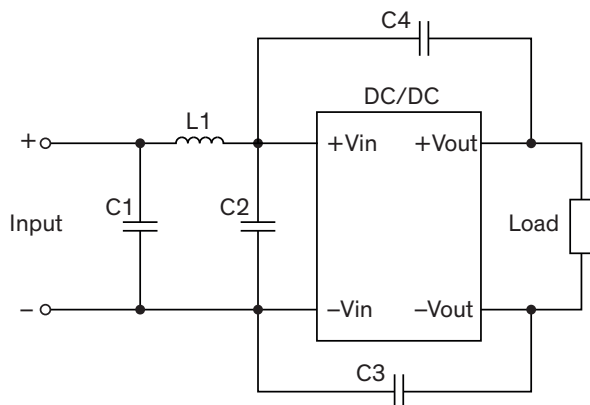 C4
DC/DC
L1
+
+Vin
+Vout
C1
C2
Input
Load
–
–Vin
–Vout
C3